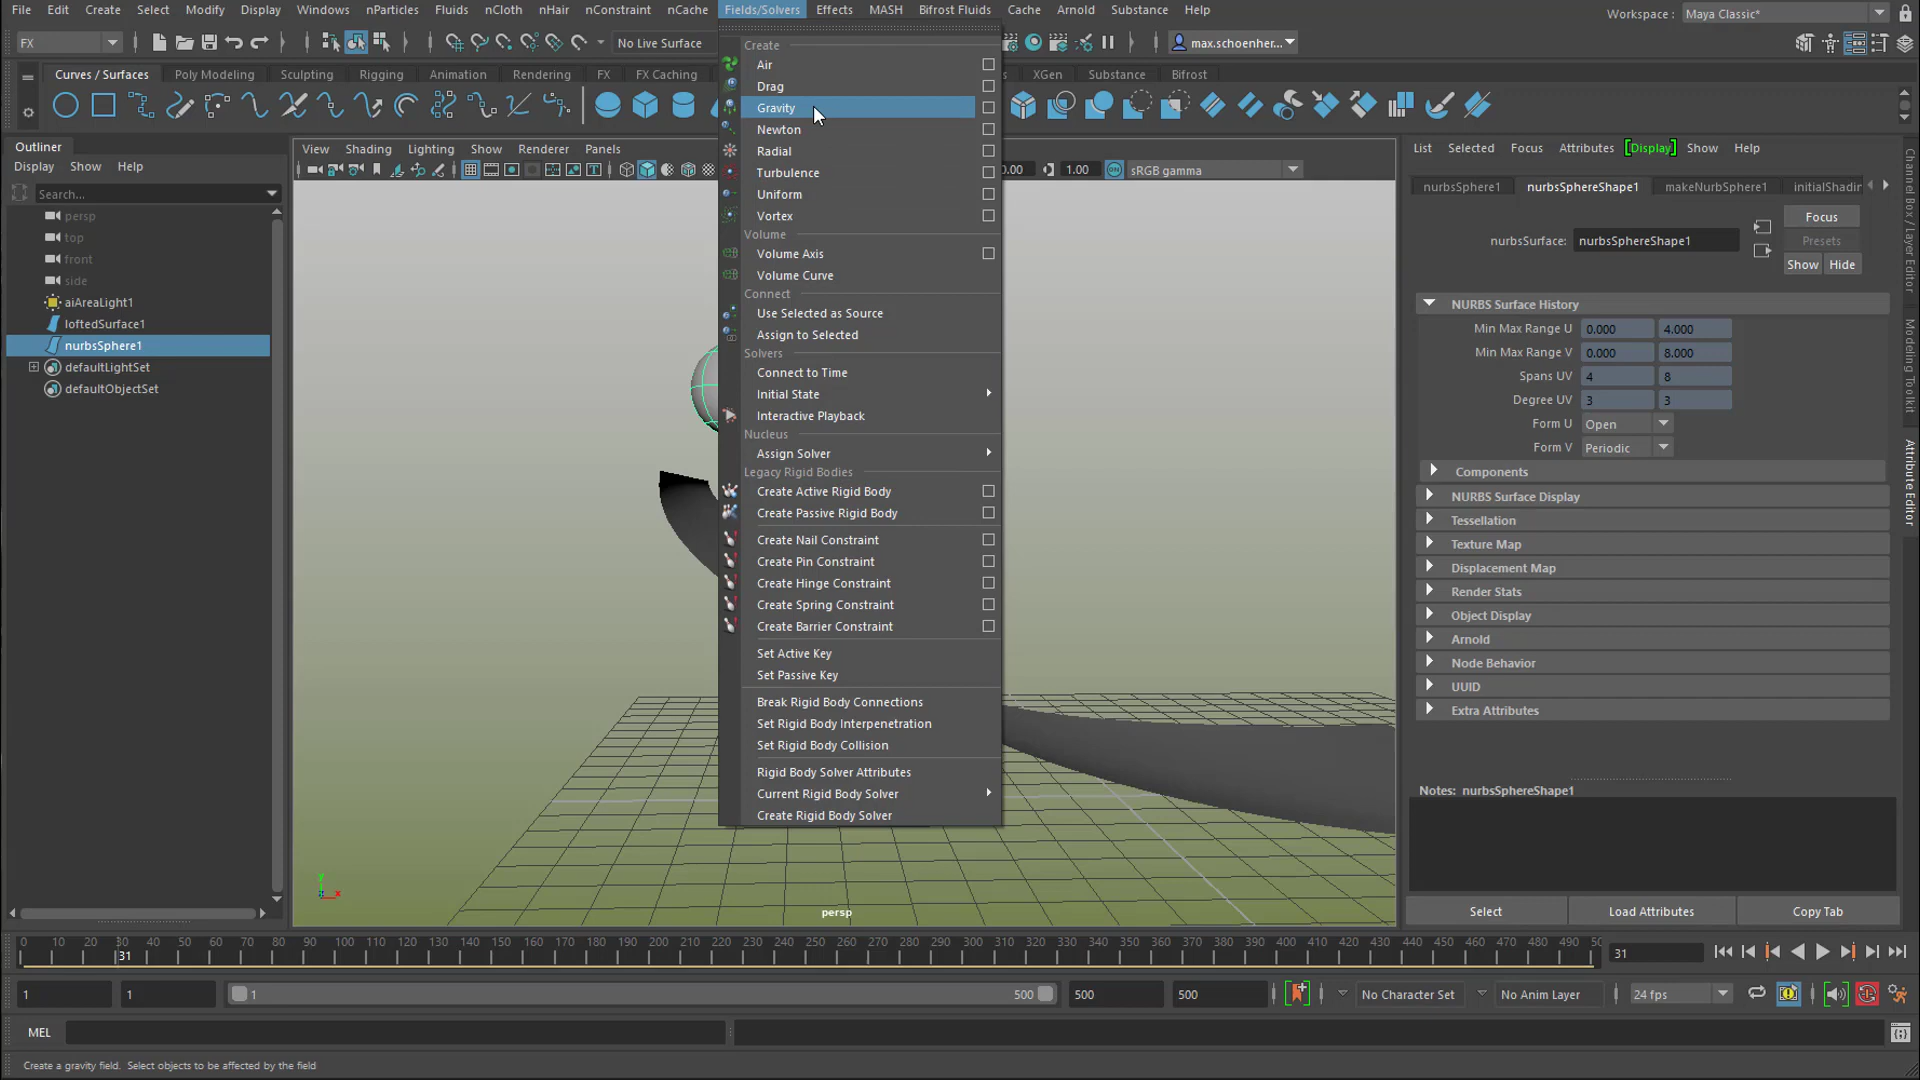 File Edit Create Select Modify Display Windows nParticles Fluids nCloth nHair nConstraint nCache Fields/Solvers Effects MASH Bifrost Fluids Cache Arnold Substance Help
Workspace : Maya Classic*
FX
No Live Surface
max.schoenher...
Curves / Surfaces Poly Modeling Sculpting Rigging Animation Rendering FX FX Caching XGen Substance Bifrost
Outliner
Display Show Help
Search...
persp
top
front
side
aiAreaLight1
loftedSurface1
nurbsSphere1
defaultLightSet
defaultObjectSet
View Shading Lighting Show Renderer Panels
1.00 sRGB gamma
Create
Air
Drag
Gravity
Newton
Radial
Turbulence
Uniform
Vortex
Volume
Volume Axis
Volume Curve
Connect
Use Selected as Source
Assign to Selected
Solvers
Connect to Time
Initial State
Interactive Playback
Nucleus
Assign Solver
Legacy Rigid Bodies
Create Active Rigid Body
Create Passive Rigid Body
Create Nail Constraint
Create Pin Constraint
Create Hinge Constraint
Create Spring Constraint
Create Barrier Constraint
Set Active Key
Set Passive Key
Break Rigid Body Connections
Set Rigid Body Interpenetration
Set Rigid Body Collision
Rigid Body Solver Attributes
Current Rigid Body Solver
Create Rigid Body Solver
y
x
persp
List Selected Focus Attributes [Display] Show Help
nurbsSphere1 nurbsSphereShape1 makeNurbSphere1
nurbsSurface: nurbsSphereShape1
Focus
Presets
Show Hide
NURBS Surface History
Min Max Range U 0.000 4.000
Min Max Range V 0.000 8.000
Spans UV 4 8
Degree UV 3 3
Form U Open
Form V Periodic
Components
NURBS Surface Display
Tessellation
Texture Map
Displacement Map
Render Stats
Object Display
Arnold
Node Behavior
UUID
Extra Attributes
Notes: nurbsSphereShape1
Select Load Attributes Copy Tab
Channel Box / Layer Editor
Modeling Toolkit
Attribute Editor
0 10 20 30 40 50 60 70 80 90 100 110 120 130 140 150 160 170 180 190 200 210 220 230 240 250 260 270 280 290 300 310 320 330 340 350 360 370 380 390 400 410 420 430 440 450 460 470 480 490 50
31
31
1 1 1 500 500 500 No Character Set No Anim Layer 24 fps
MEL
Create a gravity field. Select objects to be affected by the field